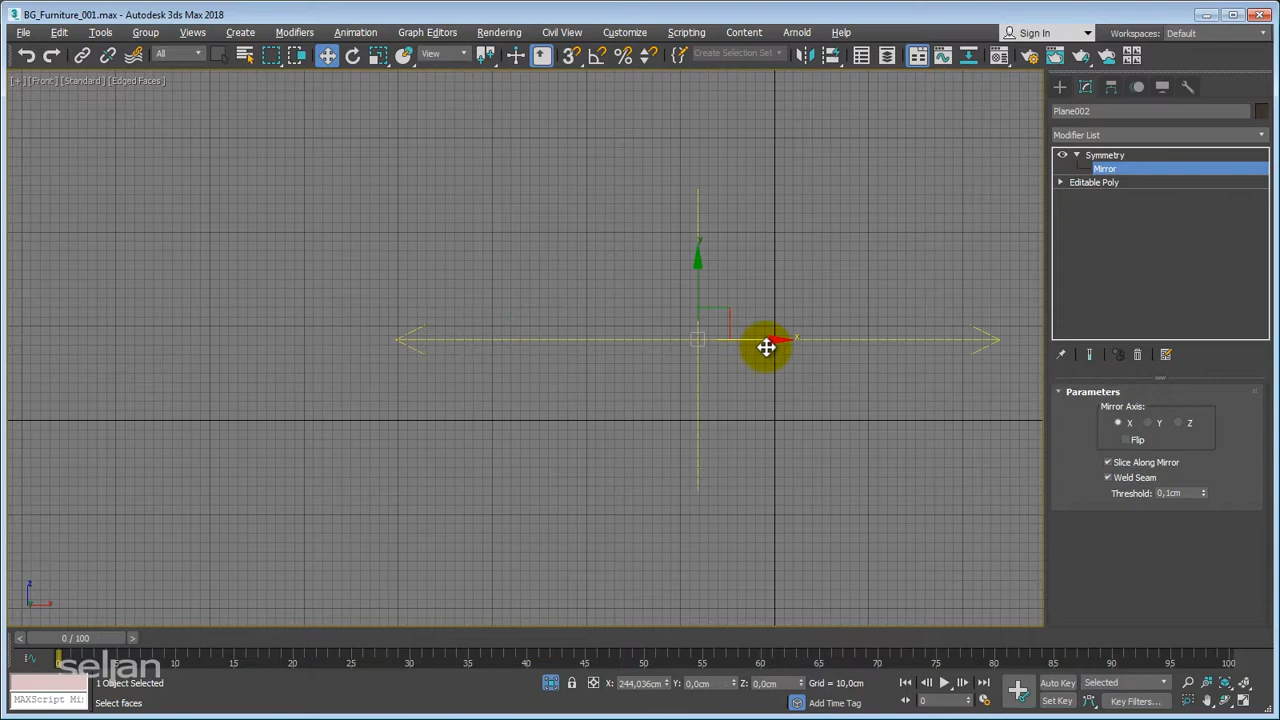 BG_Furniture_001.max - Autodesk 3ds Max 2018
File Edit Tools Group Views Create Modifiers Animation Graph Editors Rendering Civil View Customize Scripting Content Arnold Help Sign In Workspaces: Default
All View Create Selection Set
[+] [Front] [Standard] [Edged Faces]
Plane002
Modifier List
Symmetry
Mirror
Editable Poly
y
x
Parameters
Mirror Axis:
X Y Z
Flip
Slice Along Mirror
Weld Seam
Threshold: 0,1cm
z
y x
< 0 / 100 >
0 5 10 15 20 25 30 35 40 45 50 55 60 65 70 75 80 85 90 95 100
selian
1 Object Selected X: 244,036cm Y: 0,0cm Z: 0,0cm Grid = 10,0cm Auto Key Selected
MAXScript Mi Select faces Add Time Tag 0 Set Key Key Filters...